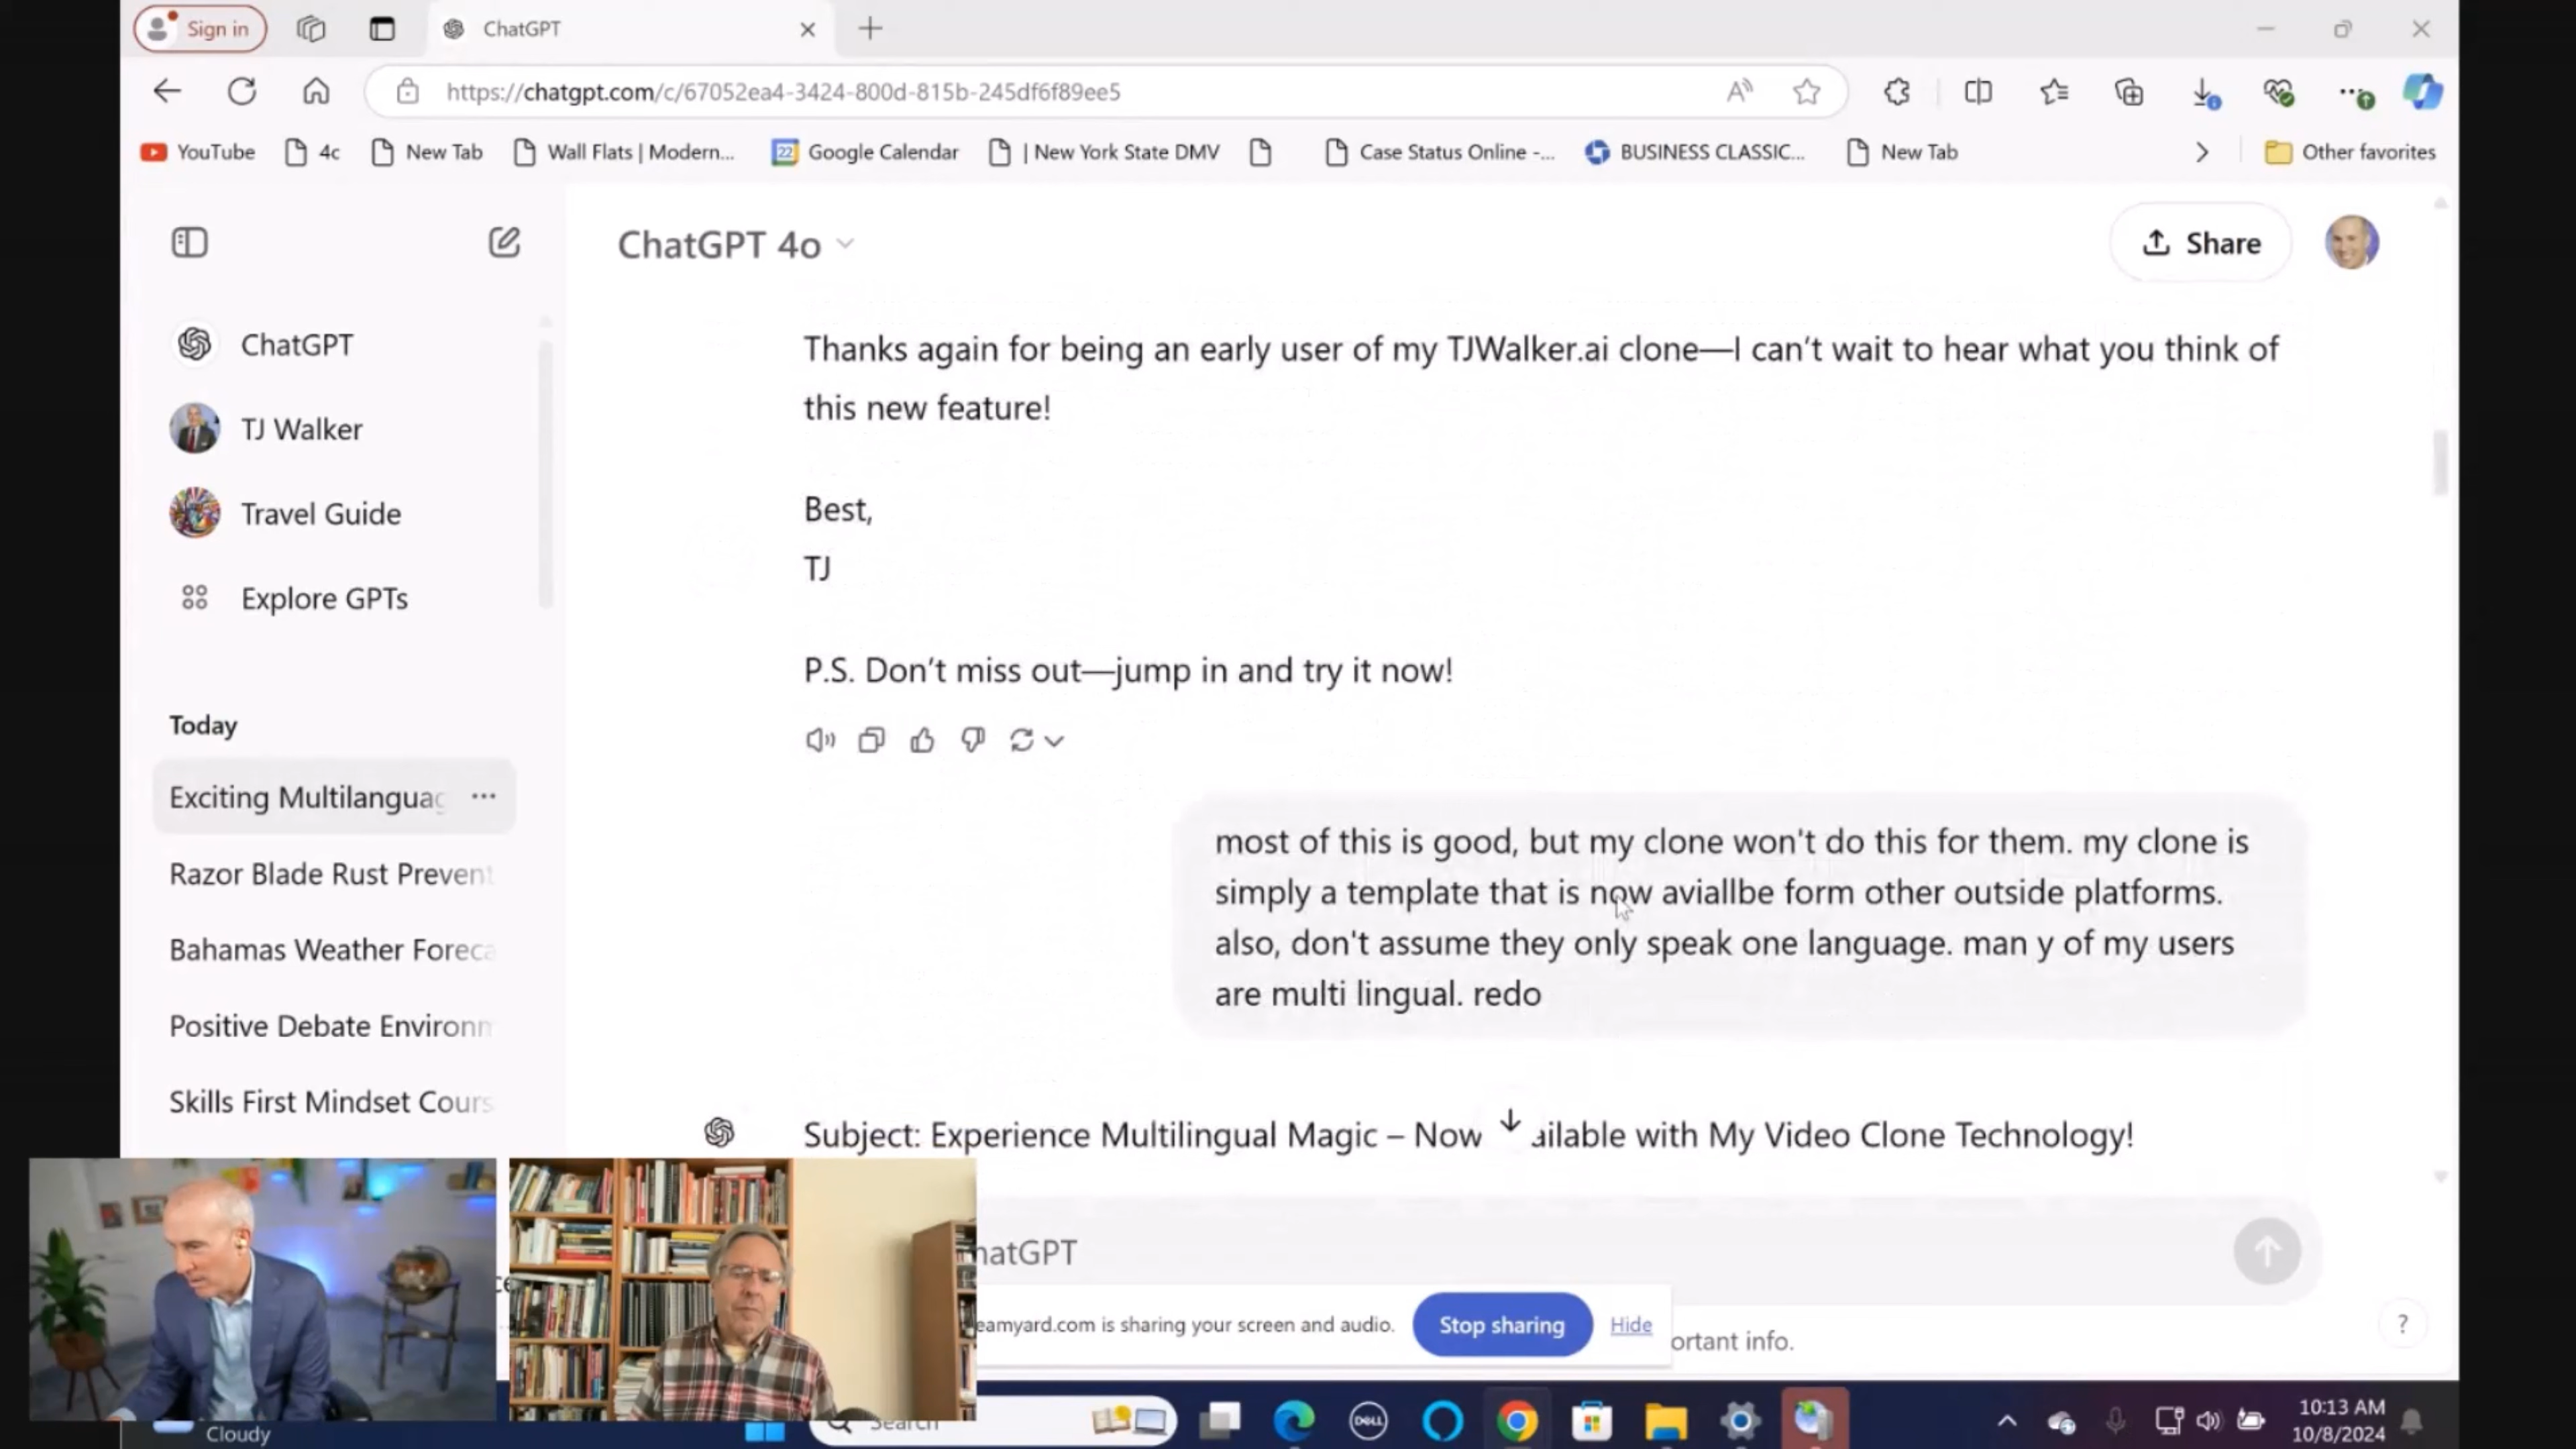 Sign in
ChatGPT
https://chatgpt.com/c/67052ea4-3424-800d-815b-245df6f89ee5
YouTube
4c
New Tab
Wall Flats | Modern...
Google Calendar
| New York State DMV
Case Status Online -...
BUSINESS CLASSIC...
New Tab
Other favorites
ChatGPT
TJ Walker
Travel Guide
Explore GPTs
Today
Exciting Multilanguag
Razor Blade Rust Prevent
Bahamas Weather Foreca
Positive Debate Environm
Skills First Mindset Cours
ChatGPT 4o
Share
Thanks again for being an early user of my TJWalker.ai clone—I can't wait to hear what you think of
this new feature!
Best,
TJ
P.S. Don't miss out—jump in and try it now!
most of this is good, but my clone won't do this for them. my clone is
simply a template that is now aviallbe form other outside platforms.
also, don't assume they only speak one language. man y of my users
are multi lingual. redo
Subject: Experience Multilingual Magic – Now ailable with My Video Clone Technology!
hatGPT
eamyard.com is sharing your screen and audio.
Stop sharing
Hide
ortant info.
?
Cloudy
Search
DELL
10:13 AM
10/8/2024